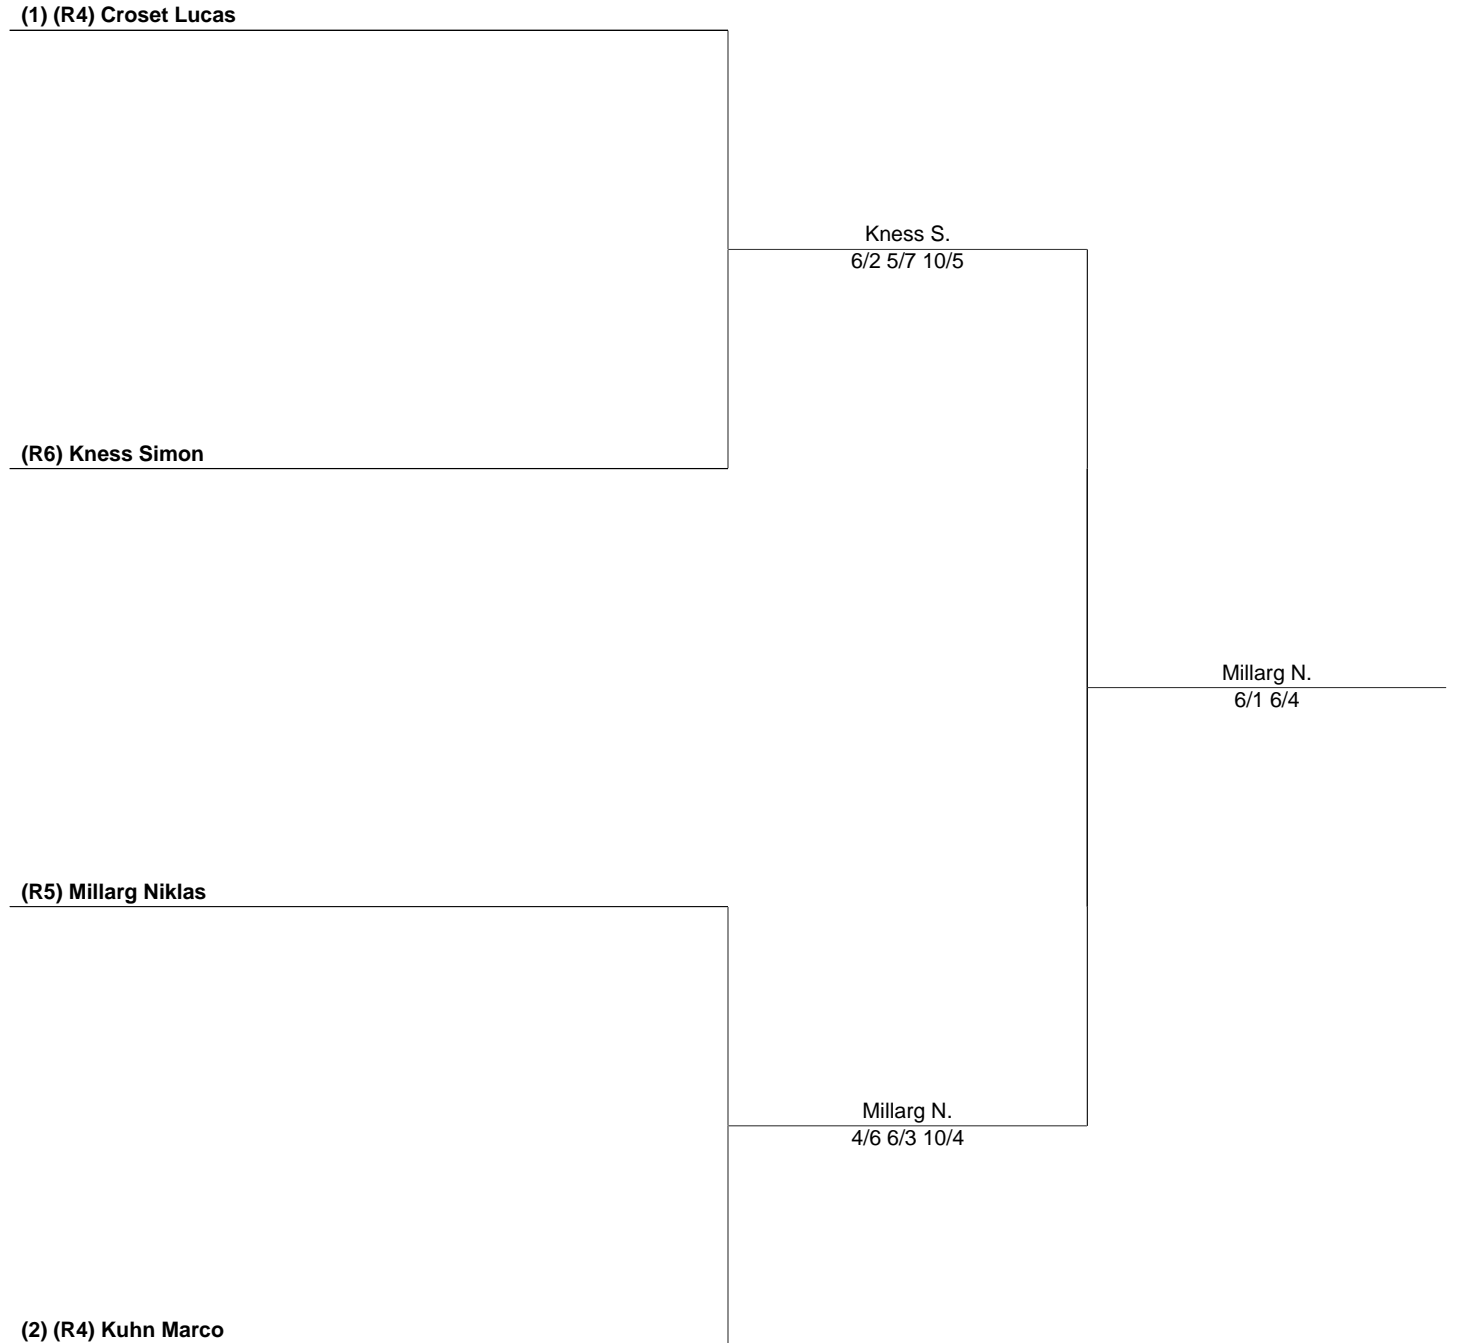 (1) (R4) Croset Lucas
Kness S.
6/2 5/7 10/5
(R6) Kness Simon
Millarg N.
6/1 6/4
(R5) Millarg Niklas
Millarg N.
4/6 6/3 10/4
(2) (R4) Kuhn Marco